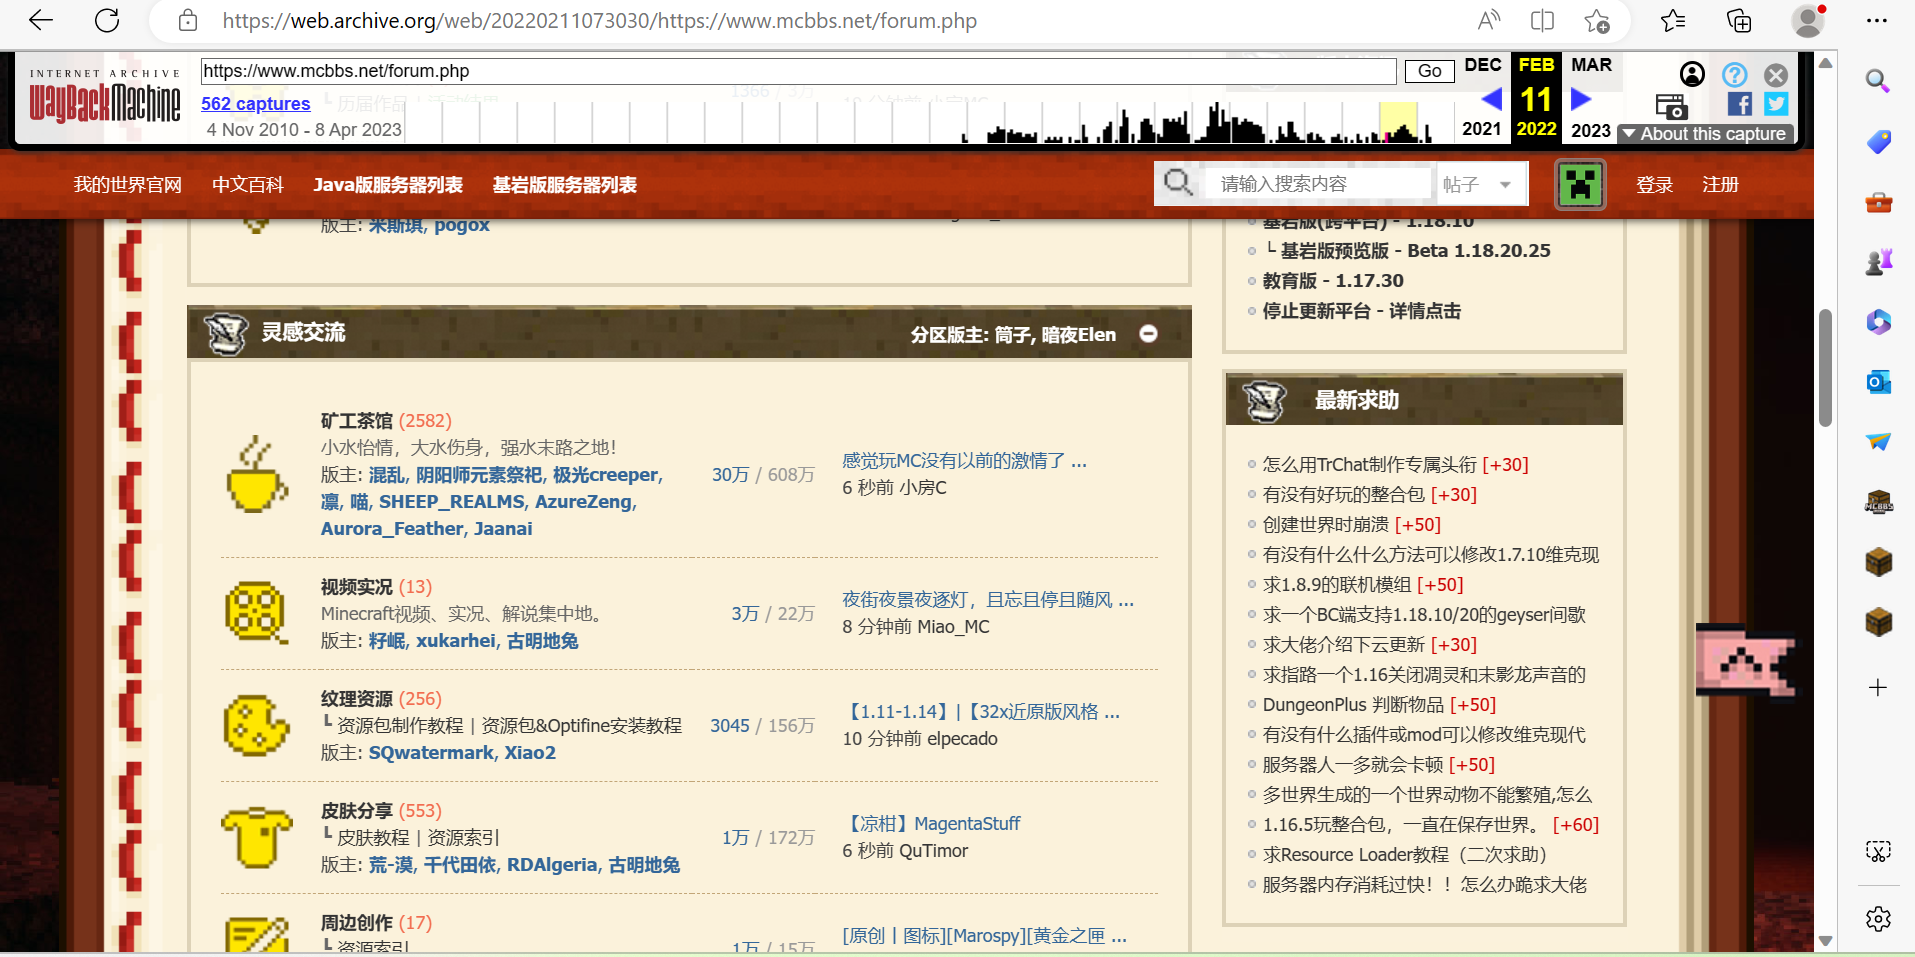 https://web.archive.org/web/20220211073030/https://www.mcbbs.net/forum.php
INTERNET ARCHIVE
WayBackMachine
https://www.mcbbs.net/forum.php
Go
562 captures
4 Nov 2010 - 8 Apr 2023
DEC FEB MAR
11
2021 2022 2023
About this capture
我的世界官网 中文百科 Java版服务器列表 基岩版服务器列表
请输入搜索内容 帖子
登录 注册
版主: 米斯琪, pogox
灵感交流
分区版主: 筒子, 暗夜Elen
矿工茶馆 (2582)
小水怡情，大水伤身，强水末路之地！
版主: 混乱, 阴阳师元素祭祀, 极光creeper,
凛, 喵, SHEEP_REALMS, AzureZeng,
Aurora_Feather, Jaanai
30万 / 608万
感觉玩MC没有以前的激情了 ...
6 秒前 小房C
视频实况 (13)
Minecraft视频、实况、解说集中地。
版主: 籽岷, xukarhei, 古明地兔
3万 / 22万
夜街夜景夜逐灯，且忘且停且随风 ...
8 分钟前 Miao_MC
纹理资源 (256)
┗ 资源包制作教程 | 资源包&Optifine安装教程
版主: SQwatermark, Xiao2
3045 / 156万
【1.11-1.14】|【32x近原版风格 ...
10 分钟前 elpecado
皮肤分享 (553)
┗ 皮肤教程 | 资源索引
版主: 荒-漠, 千代田依, RDAlgeria, 古明地兔
1万 / 172万
【凉柑】MagentaStuff
6 秒前 QuTimor
周边创作 (17)
┗ 资源索引
1万 / 15万
[原创丨图标][Marospy][黄金之匣 ...
基岩版(跨平台) - 1.18.10
└ 基岩版预览版 - Beta 1.18.20.25
教育版 - 1.17.30
停止更新平台 - 详情点击
最新求助
怎么用TrChat制作专属头衔 [+30]
有没有好玩的整合包 [+30]
创建世界时崩溃 [+50]
有没有什么什么方法可以修改1.7.10维克现
求1.8.9的联机模组 [+50]
求一个BC端支持1.18.10/20的geyser间歇
求大佬介绍下云更新 [+30]
求指路一个1.16关闭凋灵和末影龙声音的
DungeonPlus 判断物品 [+50]
有没有什么插件或mod可以修改维克现代
服务器人一多就会卡顿 [+50]
多世界生成的一个世界动物不能繁殖,怎么
1.16.5玩整合包，一直在保存世界。 [+60]
求Resource Loader教程（二次求助）
服务器内存消耗过快！！怎么办跪求大佬